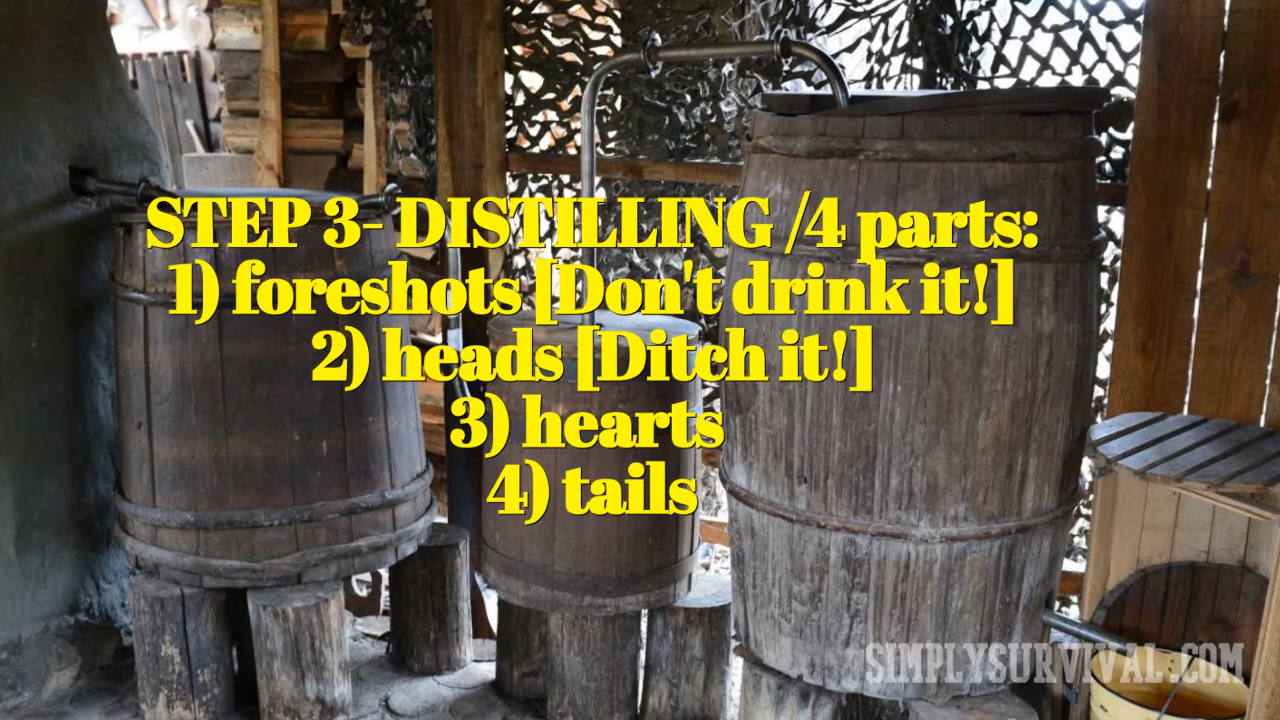 STEP 3- DISTILLING /4 parts:
1) foreshots [Don't drink it!]
2) heads [Ditch it!]
3) hearts
4) tails
SIMPLYSURVIVAL.COM